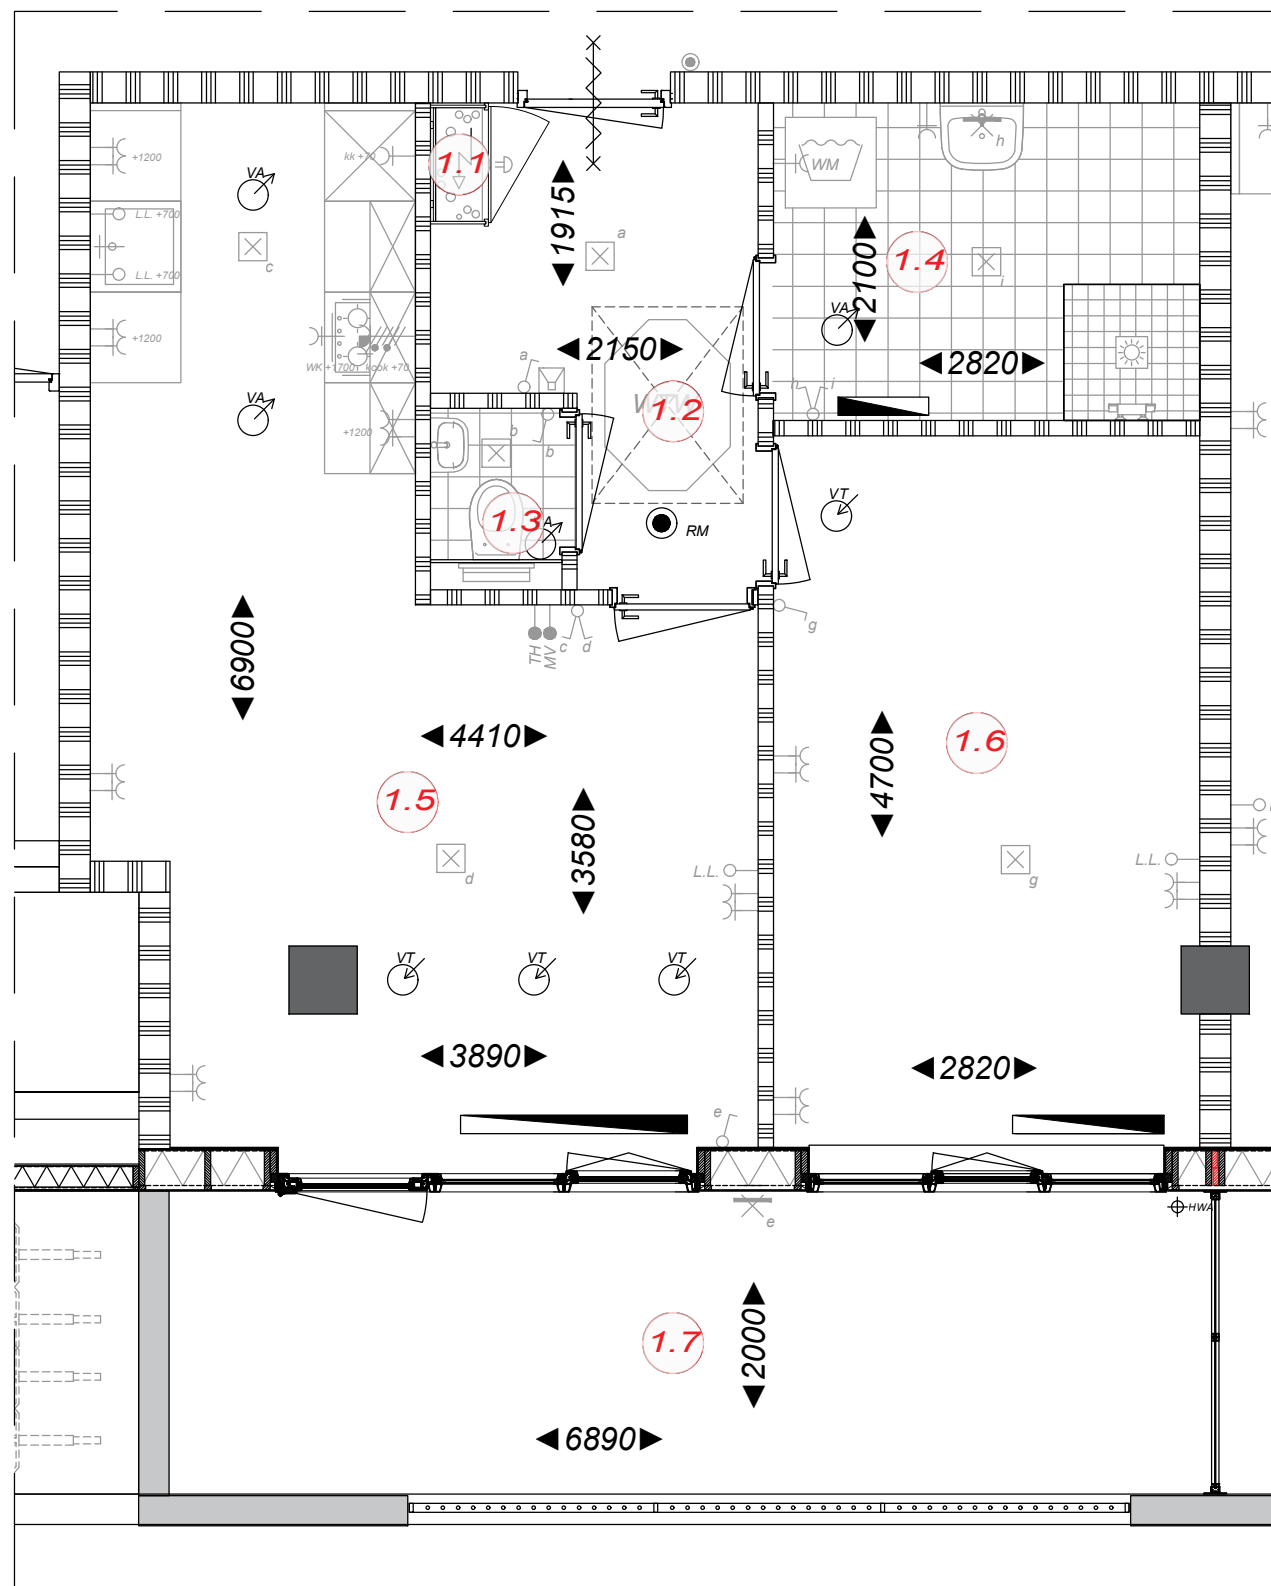 +1200
VA
kk +70
1.1
1915
h
WM
L.L. +700
c
a
2100
1.4
i
L.L. +700
VA
+1200
2150
WK +1700
kook +70
a
2820
VA
1.2
h
i
+1200
b
b
1.3
RM
VT
6900
TH
MV
c
d
g
4410
4700
1.6
1.5
3580
d
L.L.
g
L.L.
VT
VT
VT
3890
2820
e
e
HWA
1.7
2000
6890